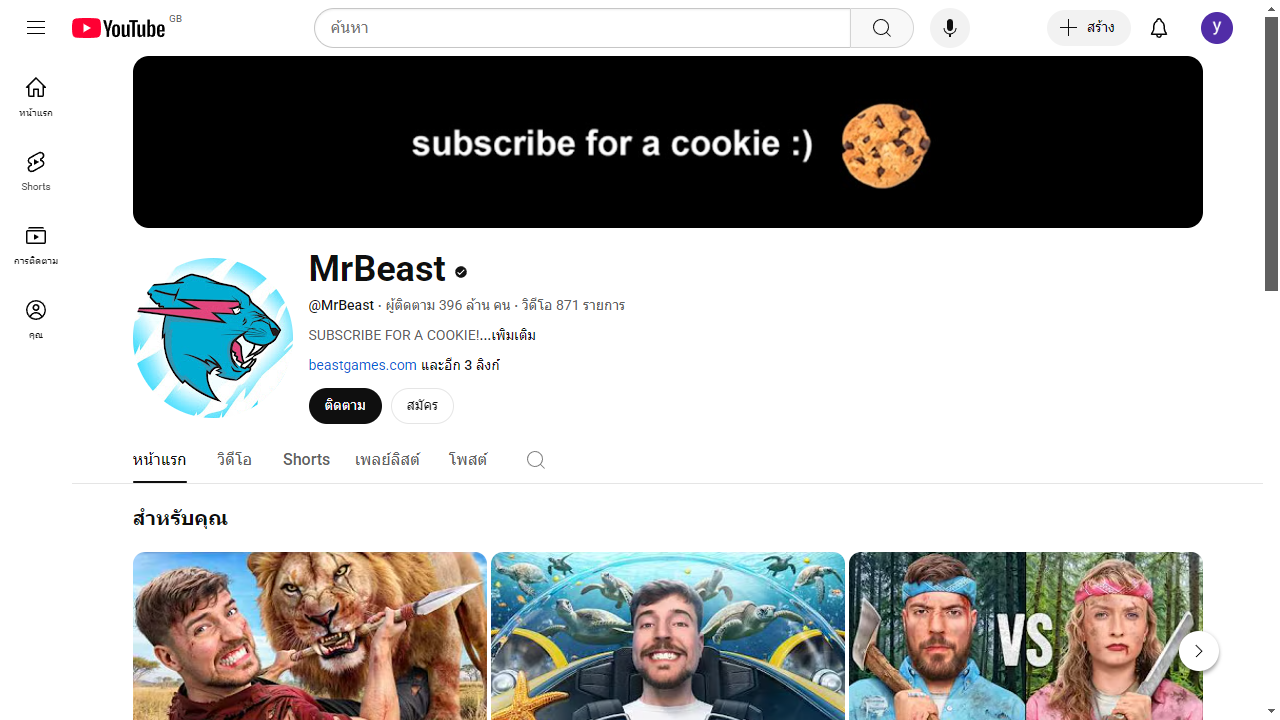 YouTube GB
ค้นหา
สร้าง
y
หน้าแรก
Shorts
การติดตาม
คุณ
subscribe for a cookie :)
MrBeast
@MrBeast · ผู้ติดตาม 396 ล้าน คน · วิดีโอ 871 รายการ
SUBSCRIBE FOR A COOKIE!...เพิ่มเติม
beastgames.com และอีก 3 ลิงก์
ติดตาม
สมัคร
หน้าแรก วิดีโอ Shorts เพลย์ลิสต์ โพสต์
สำหรับคุณ
VS